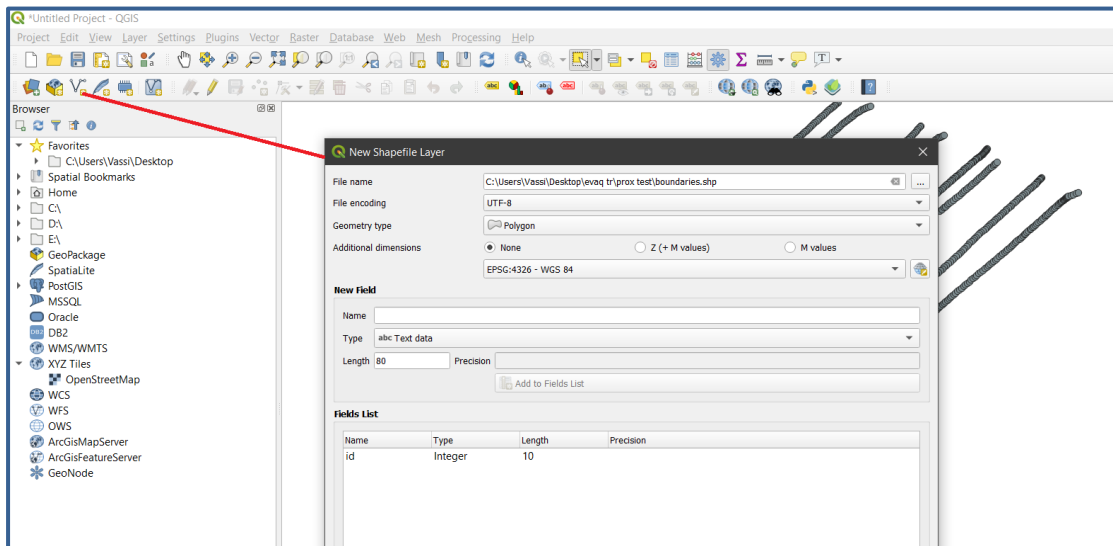 *Untitled Project - QGIS
Project Edit View Layer Settings Plugins Vector Raster Database Web Mesh Processing Help
Browser
Favorites
C:\Users\Vassi\Desktop
Spatial Bookmarks
Home
C:\
D:\
E:\
GeoPackage
SpatiaLite
PostGIS
MSSQL
Oracle
DB2
WMS/WMTS
XYZ Tiles
OpenStreetMap
WCS
WFS
OWS
ArcGisMapServer
ArcGisFeatureServer
GeoNode
New Shapefile Layer
File name C:\Users\Vassi\Desktop\evaq tr\prox test\boundaries.shp ...
File encoding UTF-8
Geometry type Polygon
Additional dimensions None Z (+ M values) M values
EPSG:4326 - WGS 84
New Field
Name
Type abc Text data
Length 80 Precision
Add to Fields List
Fields List
Name Type Length Precision
id Integer 10